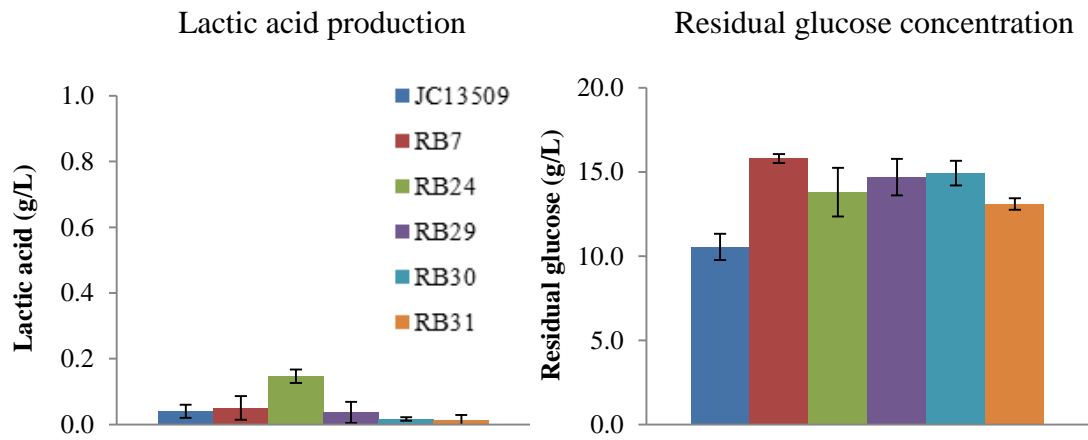 Lactic acid production
Lactic acid (g/L)
1.0
0.8
0.6
0.4
0.2
0.0
JC13509
RB7
RB24
RB29
RB30
RB31
Residual glucose concentration
Residual glucose (g/L)
20.0
15.0
10.0
5.0
0.0